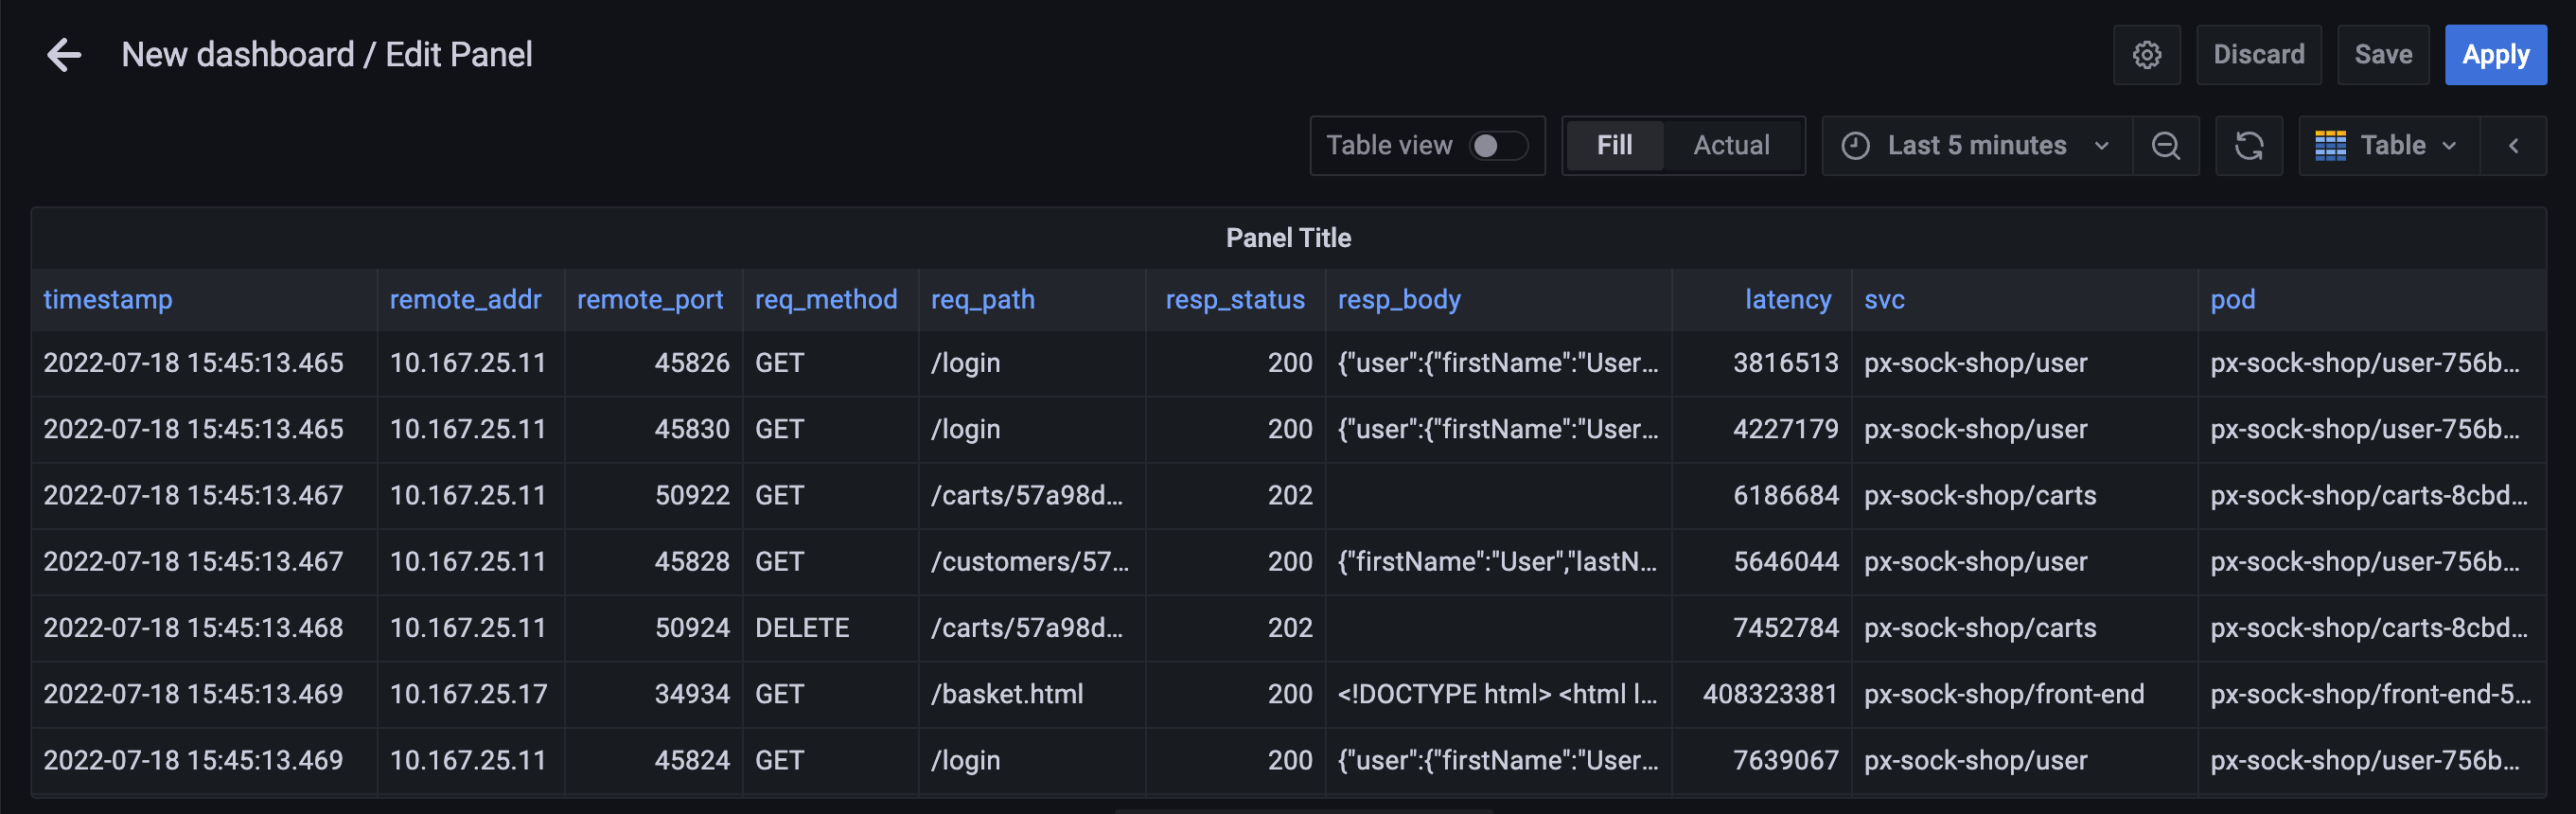 New dashboard / Edit Panel Discard Save Apply
Table view Fill Actual Last 5 minutes Table
Panel Title
timestamp remote_addr remote_port req_method req_path resp_status resp_body latency svc pod
2022-07-18 15:45:13.465 10.167.25.11 45826 GET /login 200 {"user":{"firstName":"User... 3816513 px-sock-shop/user px-sock-shop/user-756b...
2022-07-18 15:45:13.465 10.167.25.11 45830 GET /login 200 {"user":{"firstName":"User... 4227179 px-sock-shop/user px-sock-shop/user-756b...
2022-07-18 15:45:13.467 10.167.25.11 50922 GET /carts/57a98d... 202 6186684 px-sock-shop/carts px-sock-shop/carts-8cbd...
2022-07-18 15:45:13.467 10.167.25.11 45828 GET /customers/57... 200 {"firstName":"User","lastN... 5646044 px-sock-shop/user px-sock-shop/user-756b...
2022-07-18 15:45:13.468 10.167.25.11 50924 DELETE /carts/57a98d... 202 7452784 px-sock-shop/carts px-sock-shop/carts-8cbd...
2022-07-18 15:45:13.469 10.167.25.17 34934 GET /basket.html 200 <!DOCTYPE html> <html l... 408323381 px-sock-shop/front-end px-sock-shop/front-end-5...
2022-07-18 15:45:13.469 10.167.25.11 45824 GET /login 200 {"user":{"firstName":"User... 7639067 px-sock-shop/user px-sock-shop/user-756b...